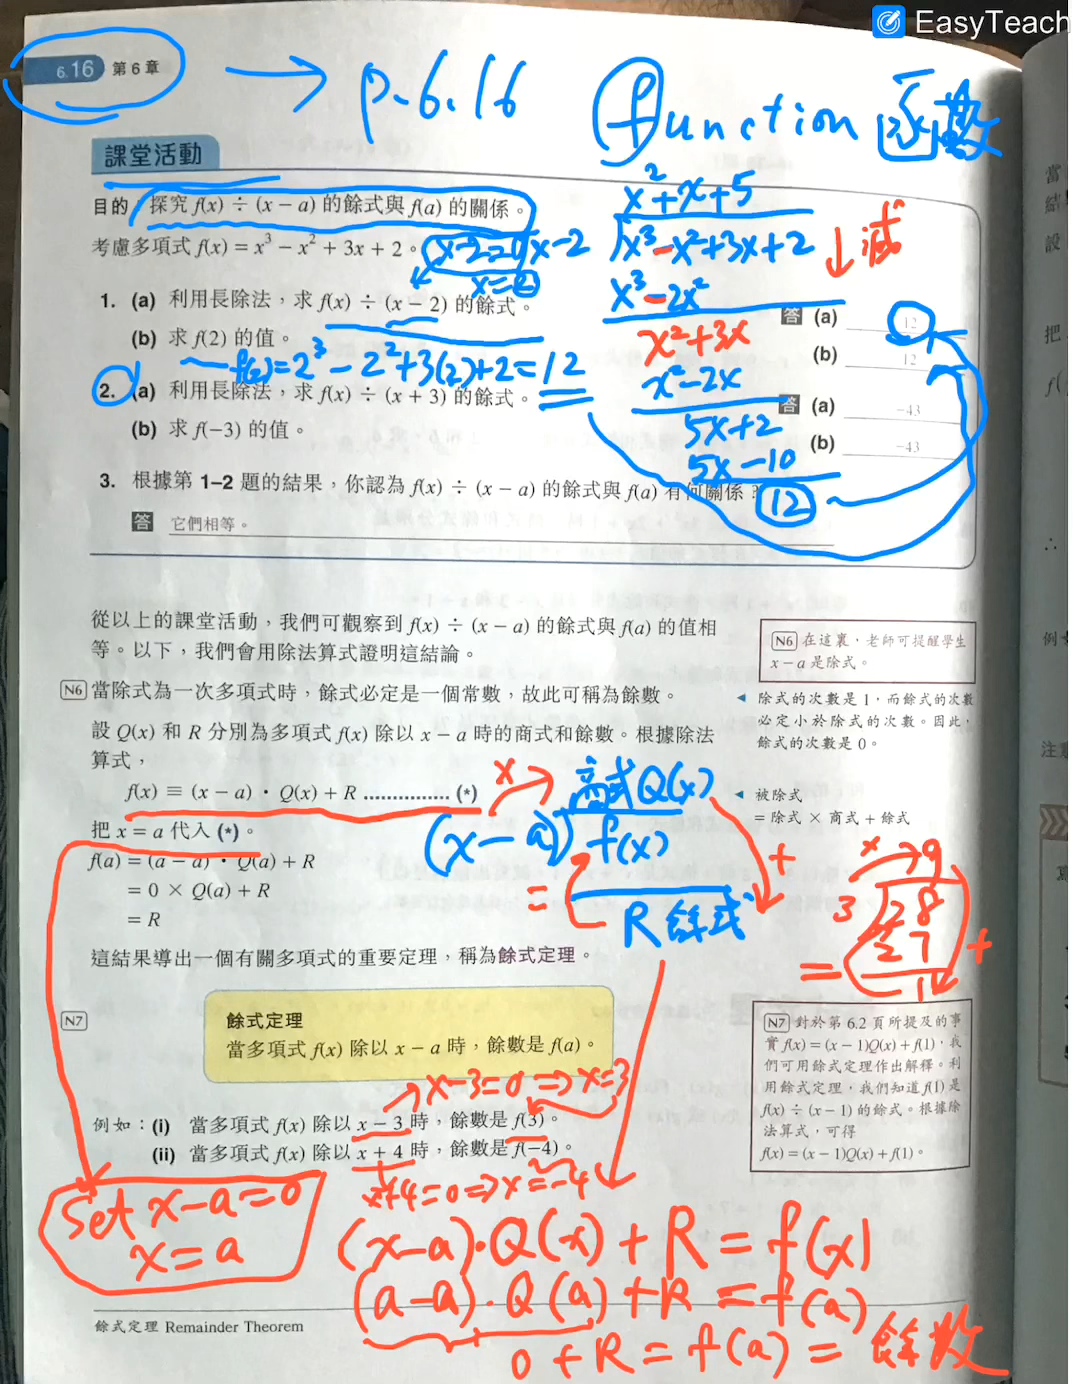 EasyTeach
6.16 第 6 章
→ p.6.16
function 函數
課堂活動
目的：探究 f(x) ÷ (x − a) 的餘式與 f(a) 的關係。
考慮多項式 f(x) = x³ − x² + 3x + 2。
x-2=0
x=2
1. (a) 利用長除法，求 f(x) ÷ (x − 2) 的餘式。
答 (a) 12
(b) 求 f(2) 的值。
(b) 12
f(2)=2³-2²+3(2)+2=12
2. (a) 利用長除法，求 f(x) ÷ (x + 3) 的餘式。
答 (a) −43
(b) 求 f(−3) 的值。
(b) −43
x²+x+5
x-2 x³-x²+3x+2
x³-2x²
x²+3x
x²-2x
5x+2
5x-10
12
↓減
3. 根據第 1–2 題的結果，你認為 f(x) ÷ (x − a) 的餘式與 f(a) 有何關係？
答 它們相等。
從以上的課堂活動，我們可觀察到 f(x) ÷ (x − a) 的餘式與 f(a) 的值相
等。以下，我們會用除法算式證明這結論。
N6 在這裏，老師可提醒學生
x − a 是除式。
N6 當除式為一次多項式時，餘式必定是一個常數，故此可稱為餘數。
◂ 除式的次數是 1，而餘式的次數
必定小於除式的次數。因此，
餘式的次數是 0。
設 Q(x) 和 R 分別為多項式 f(x) 除以 x − a 時的商式和餘數。根據除法
算式，
f(x) ≡ (x − a) • Q(x) + R ............... (*)
◂ 被除式
= 除式 × 商式 + 餘式
把 x = a 代入 (*)。
f(a) = (a − a) • Q(a) + R
= 0 × Q(a) + R
= R
× 商式Q(x)
(x-a) f(x)
= +
R 餘式
× 9
3 28
27 +
= 1
這結果導出一個有關多項式的重要定理，稱為餘式定理。
N7
餘式定理
當多項式 f(x) 除以 x − a 時，餘數是 f(a)。
N7 對於第 6.2 頁所提及的事
實 f(x) = (x − 1)Q(x) + f(1)，我
們可用餘式定理作出解釋。利
用餘式定理，我們知道 f(1) 是
f(x) ÷ (x − 1) 的餘式。根據除
法算式，可得
f(x) = (x − 1)Q(x) + f(1)。
x-3=0 ⇒ x=3
例如：(i) 當多項式 f(x) 除以 x − 3 時，餘數是 f(3)。
(ii) 當多項式 f(x) 除以 x + 4 時，餘數是 f(−4)。
x+4=0 ⇒ x=-4
Set x-a=0
x=a
(x-a)·Q(x)+R=f(x)
(a-a)·Q(a)+R=f(a)
0+R=f(a)=餘數
餘式定理 Remainder Theorem